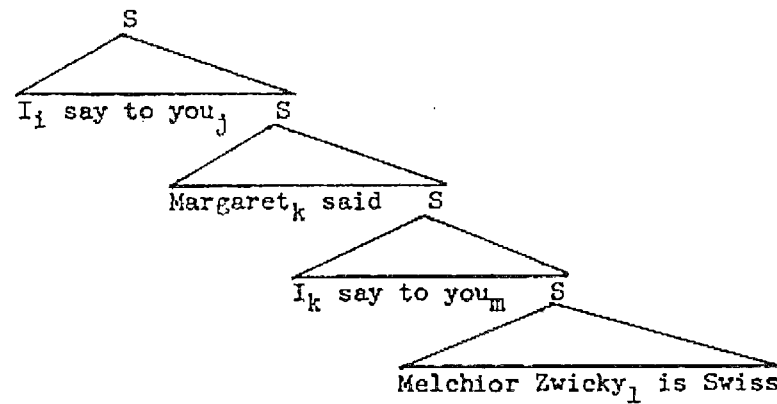 S
I_i say to you_j S
Margaret_k said S
I_k say to you_m S
Melchior Zwicky_l is Swiss